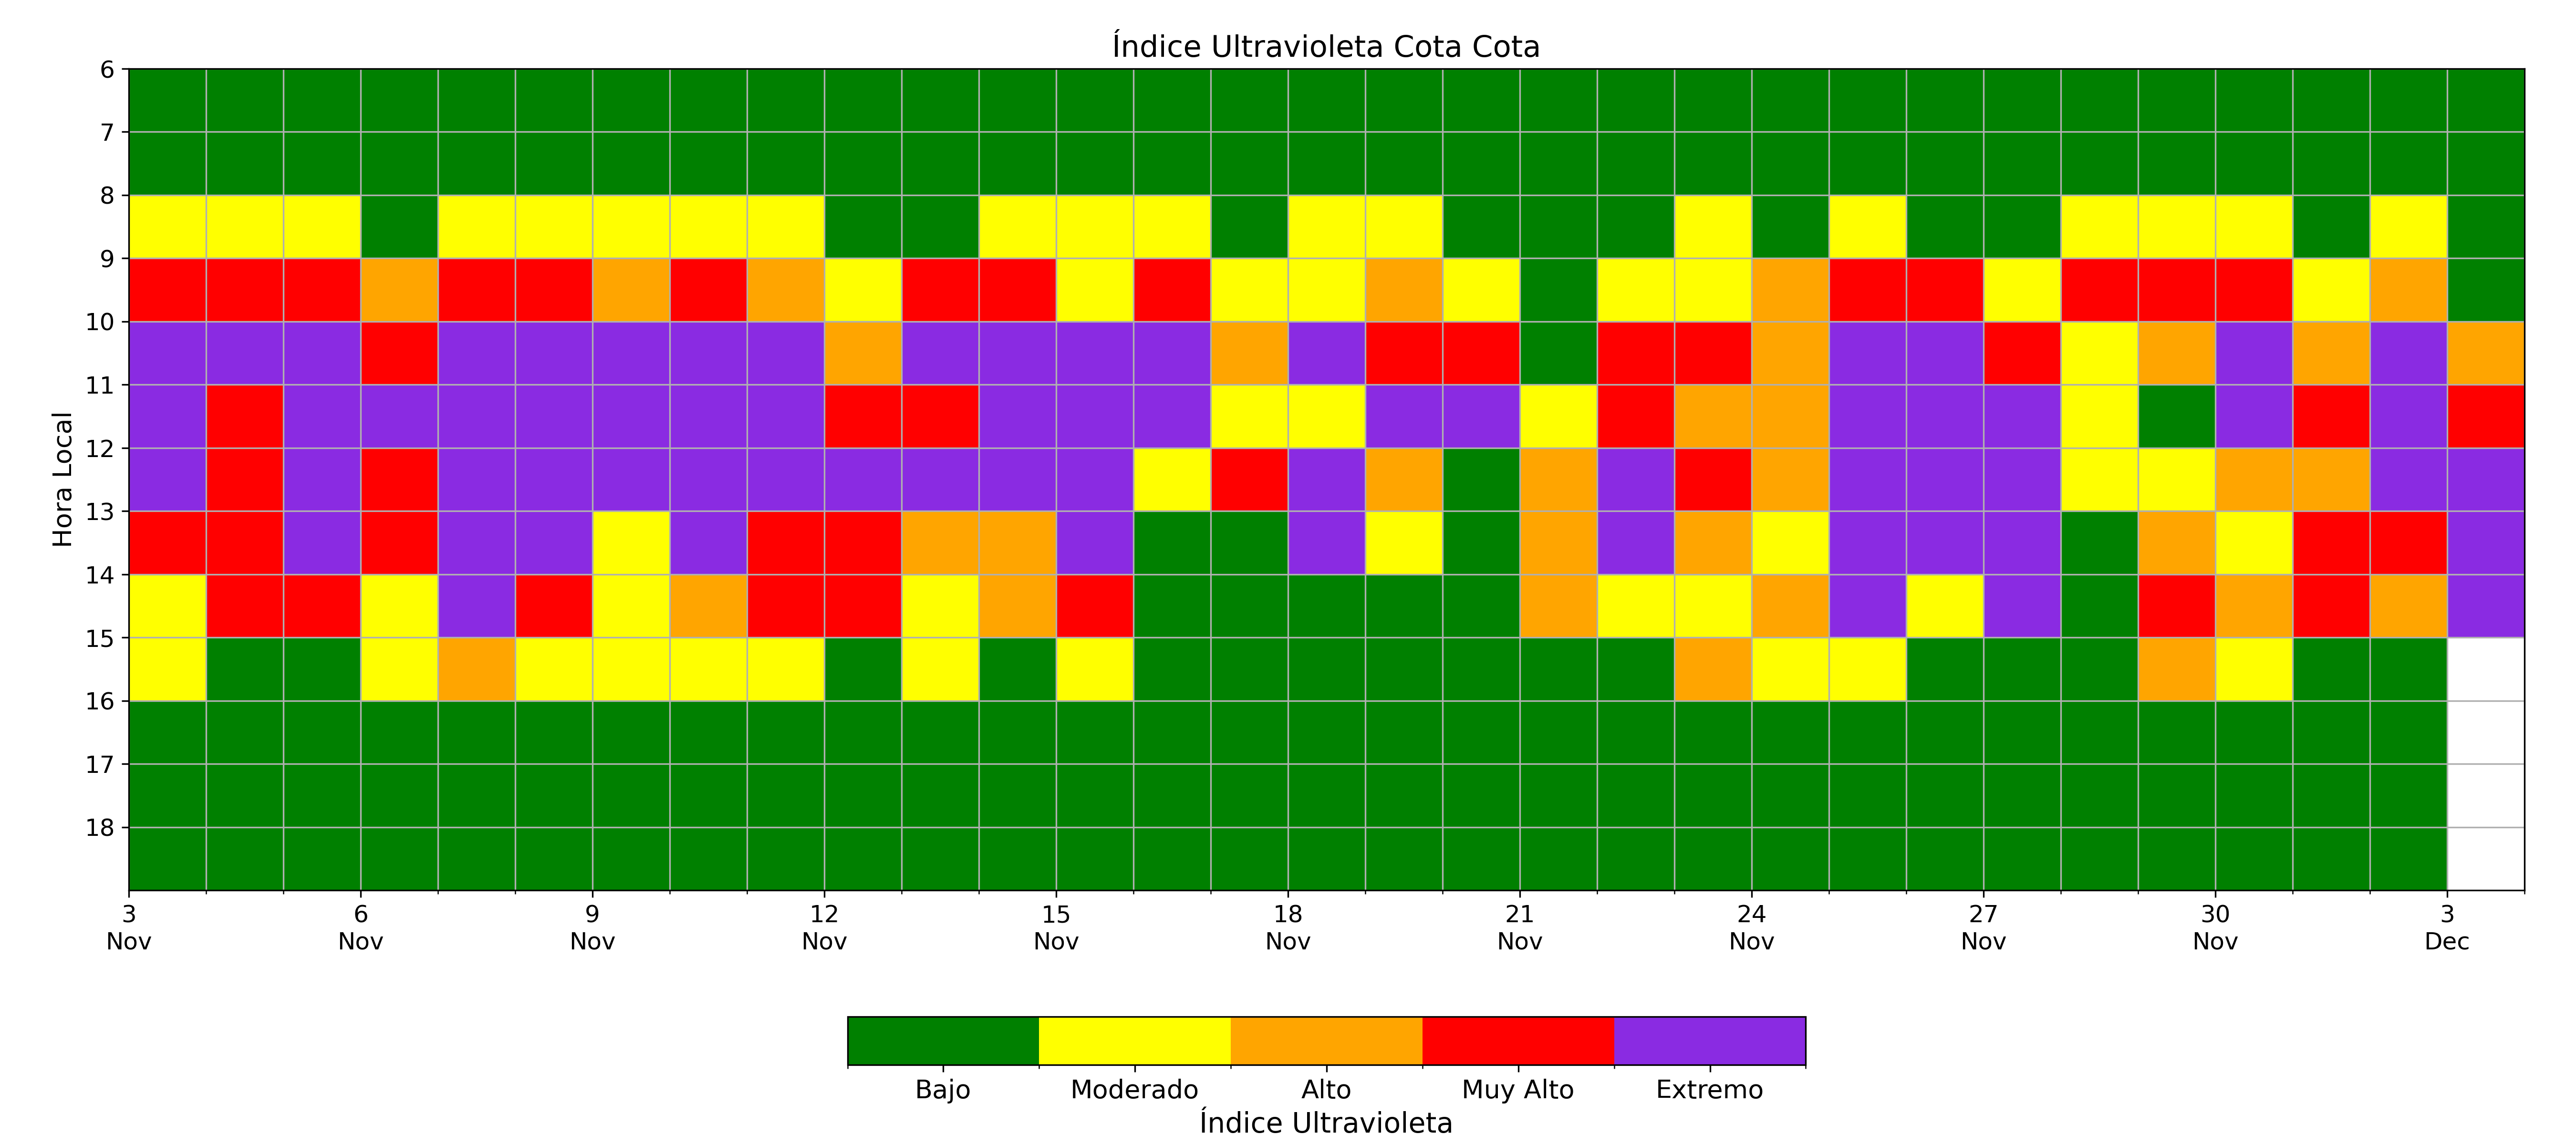 Índice Ultravioleta Cota Cota
Hora Local
6
7
8
9
10
11
12
13
14
15
16
17
18
3 6 9 12 15 18 21 24 27 30 3
Nov Nov Nov Nov Nov Nov Nov Nov Nov Nov Dec
Bajo Moderado Alto Muy Alto Extremo
Índice Ultravioleta